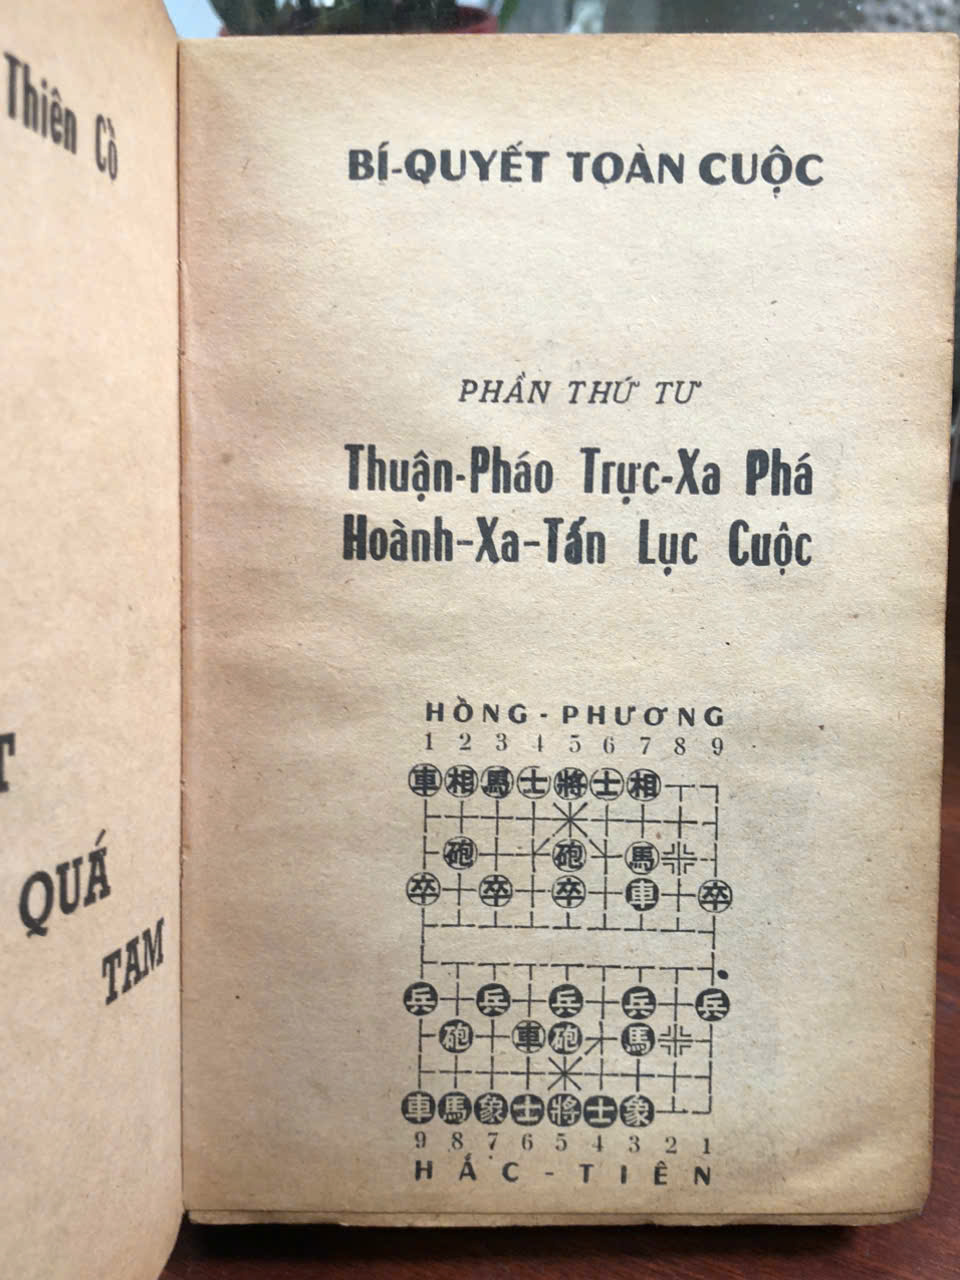 Thiên Cổ
T
QUÁ
TAM
BÍ-QUYẾT TOÀN CUỘC
PHẦN THỨ TƯ
Thuận-Pháo Trực-Xa Phá
Hoành-Xa-Tấn Lục Cuộc
HỒNG-PHƯƠNG
1 2 3 4 5 6 7 8 9
車 相 馬 士 將 士 相
砲 砲 馬
卒 卒 卒 車 卒
兵 兵 兵 兵 兵
砲 車 砲 馬
車 馬 象 士 將 士 象
9 8 7 6 5 4 3 2 1
HẮC-TIÊN